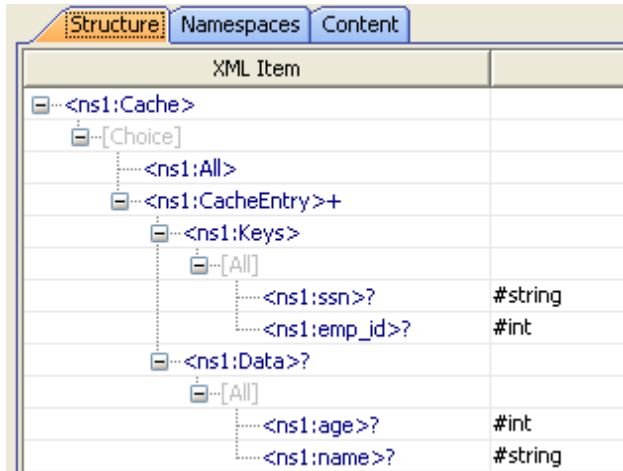 Structure Namespaces Content
XML Item
<ns1:Cache>
[Choice]
<ns1:All>
<ns1:CacheEntry>+
<ns1:Keys>
[All]
<ns1:ssn>? #string
<ns1:emp_id>? #int
<ns1:Data>?
[All]
<ns1:age>? #int
<ns1:name>? #string